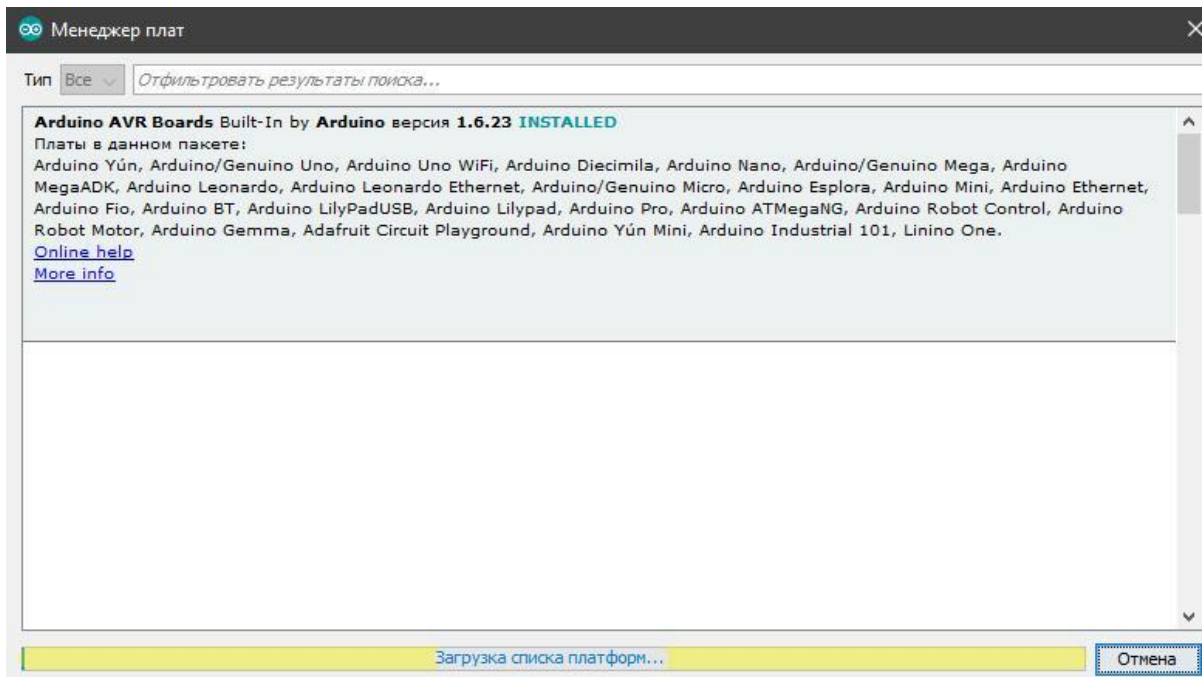 Менеджер плат
Тип Все Отфильтровать результаты поиска...
Arduino AVR Boards Built-In by Arduino версия 1.6.23 INSTALLED
Платы в данном пакете:
Arduino Yún, Arduino/Genuino Uno, Arduino Uno WiFi, Arduino Diecimila, Arduino Nano, Arduino/Genuino Mega, Arduino
MegaADK, Arduino Leonardo, Arduino Leonardo Ethernet, Arduino/Genuino Micro, Arduino Esplora, Arduino Mini, Arduino Ethernet,
Arduino Fio, Arduino BT, Arduino LilyPadUSB, Arduino Lilypad, Arduino Pro, Arduino ATMegaNG, Arduino Robot Control, Arduino
Robot Motor, Arduino Gemma, Adafruit Circuit Playground, Arduino Yún Mini, Arduino Industrial 101, Linino One.
Online help
More info
Загрузка списка платформ... Отмена